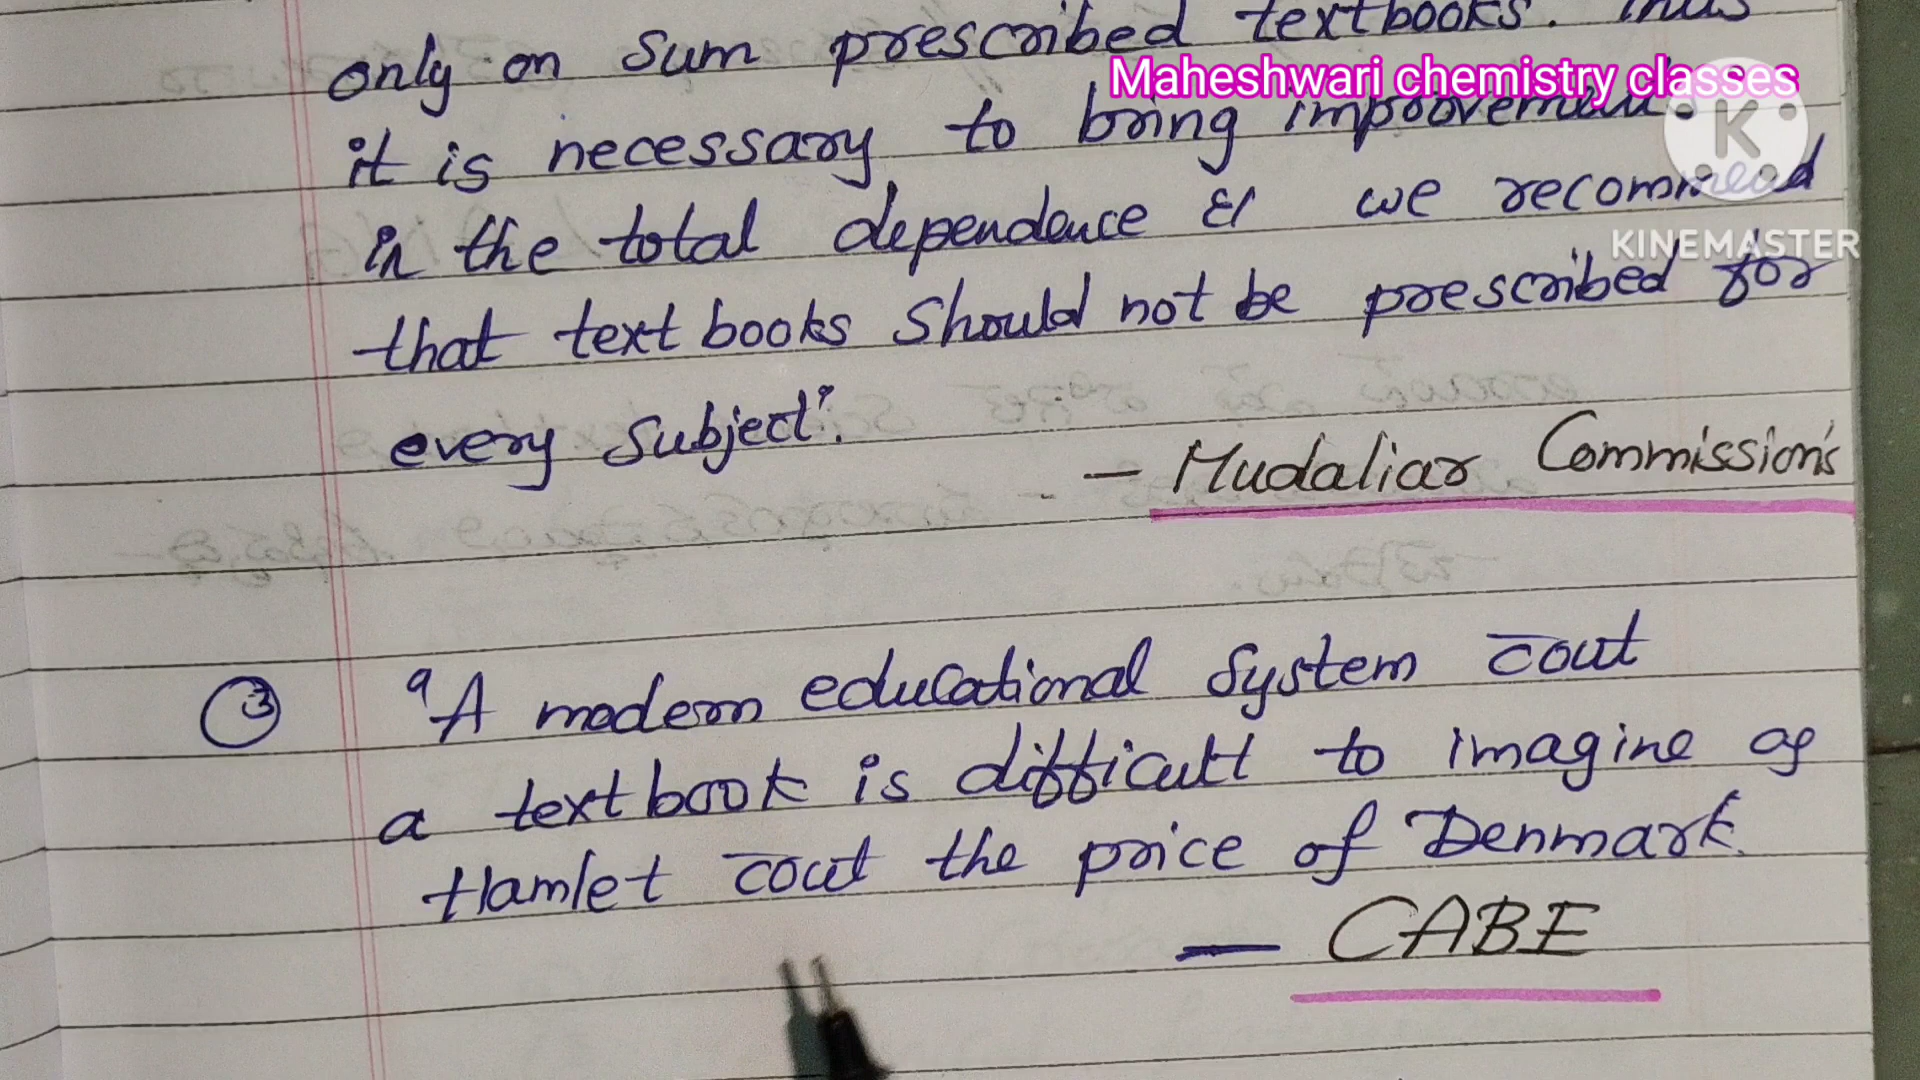 only on Sum prescribed textbooks. Thus
Maheshwari chemistry classes
it is necessary to bring improovement
in the total dependence & we recommend
KINEMASTER
that text books should not be prescribed for
every Subject".
- Mudaliar Commission's
③ "A modern educational System cout
a textbook is difficult to imagine as
Hamlet cout the price of Denmark.
— CABE